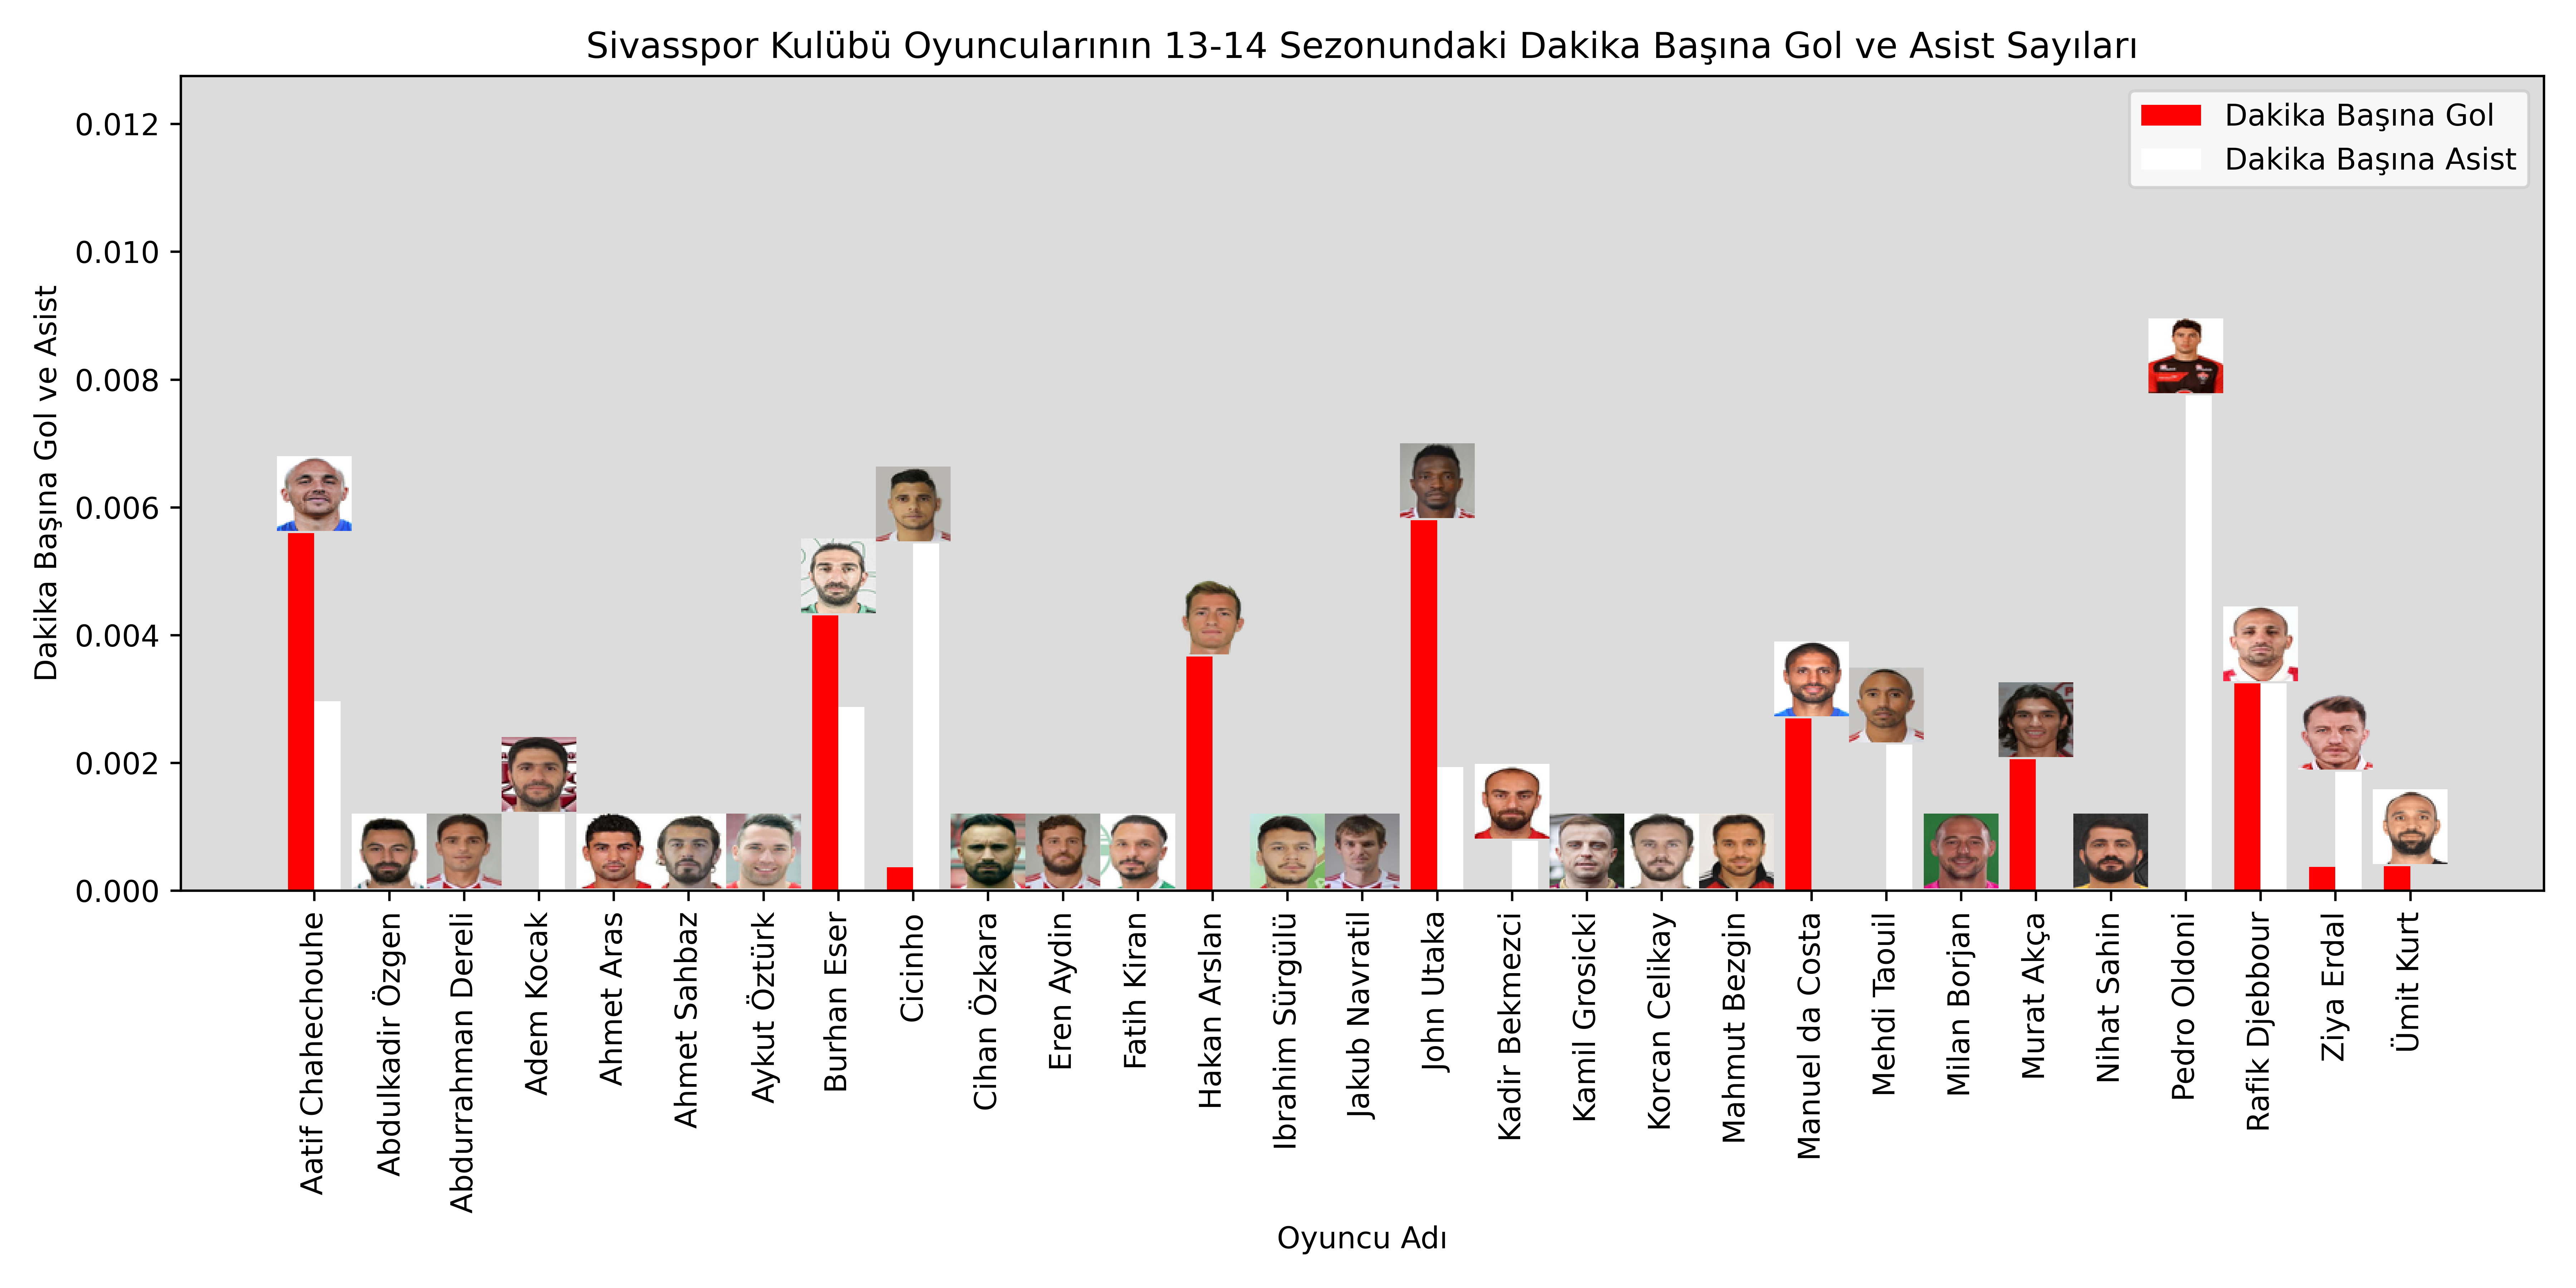 Sivasspor Kulübü Oyuncularının 13-14 Sezonundaki Dakika Başına Gol ve Asist Sayıları
Dakika Başına Gol
Dakika Başına Asist
Dakika Başına Gol ve Asist
0.012
0.010
0.008
0.006
0.004
0.002
0.000
Aatif Chahechouhe
Abdulkadir Özgen
Abdurrahman Dereli
Adem Kocak
Ahmet Aras
Ahmet Sahbaz
Aykut Öztürk
Burhan Eser
Cicinho
Cihan Özkara
Eren Aydin
Fatih Kiran
Hakan Arslan
Ibrahim Sürgülü
Jakub Navratil
John Utaka
Kadir Bekmezci
Kamil Grosicki
Korcan Celikay
Mahmut Bezgin
Manuel da Costa
Mehdi Taouil
Milan Borjan
Murat Akça
Nihat Sahin
Pedro Oldoni
Rafik Djebbour
Ziya Erdal
Ümit Kurt
Oyuncu Adı